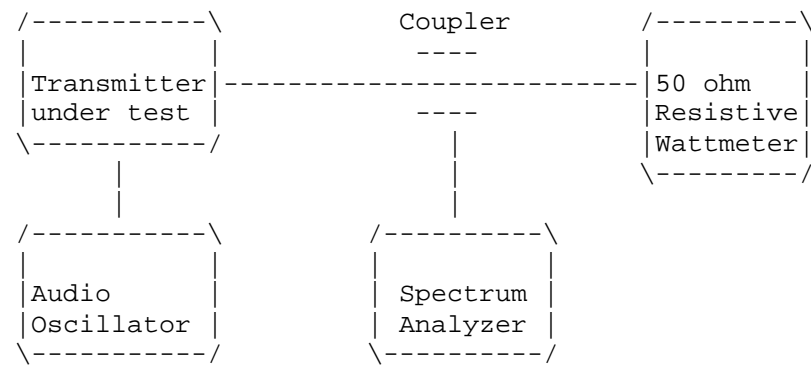 Coupler
Transmitter
under test
50 ohm
Resistive
Wattmeter
Audio
Oscillator
Spectrum
Analyzer